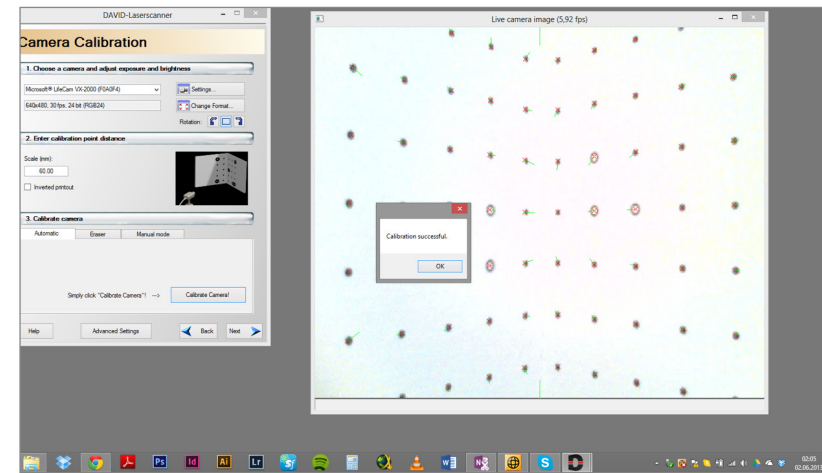 DAVID-Laserscanner
Camera Calibration
1. Choose a camera and adjust exposure and brightness
Microsoft® LifeCam VX-2000 (F0A0F4)
Settings...
640x480, 30 fps, 24 bit (RGB24)
Change Format...
Rotation:
2. Enter calibration point distance
Scale (mm):
60.00
Inverted printout
3. Calibrate camera
Automatic
Eraser
Manual mode
Simply click "Calibrate Camera"! -->
Calibrate Camera!
Help
Advanced Settings
Back
Next
Live camera image (5,92 fps)
Calibration successful.
OK
Ps
Id
Ai
Lr
W
N
S
D
02:05